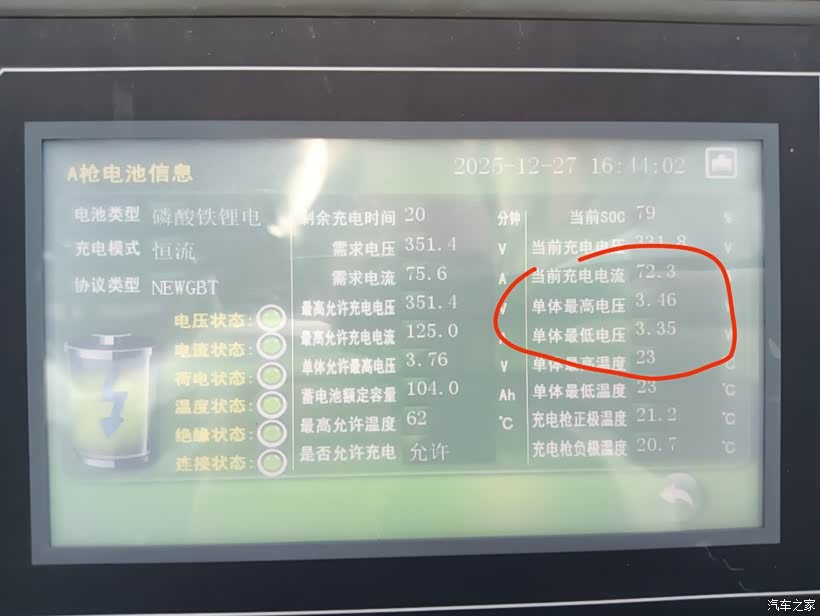 A枪电池信息
2025-12-27 16:44:02
电池类型 磷酸铁锂电
充电模式 恒流
协议类型 NEWGBT
电压状态:
电流状态:
荷电状态:
温度状态:
绝缘状态:
连接状态:
剩余充电时间 20 分钟
需求电压 351.4 V
需求电流 75.6 A
最高允许充电电压 351.4 V
最高允许充电电流 125.0 A
单体允许最高电压 3.76 V
蓄电池额定容量 104.0 Ah
最高允许温度 62 °C
是否允许充电 允许
当前SOC 79 %
当前充电电压 331.8 V
当前充电电流 72.3
单体最高电压 3.46
单体最低电压 3.35 V
单体最高温度 23 °C
单体最低温度 23 °C
充电枪正极温度 21.2 °C
充电枪负极温度 20.7 °C
汽车之家